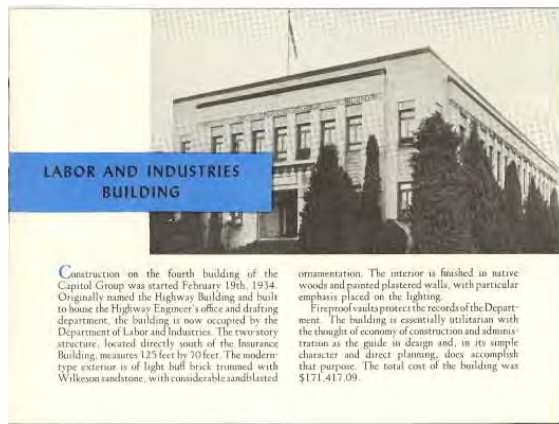 LABOR AND INDUSTRIES
BUILDING
Construction on the fourth building of the
Capitol Group was started February 19th, 1934.
Originally named the Highway Building and built
to house the Highway Engineer's office and drafting
department, the building is now occupied by the
Department of Labor and Industries. The two-story
structure, located directly south of the Insurance
Building, measures 125 feet by 70 feet. The modern-
type exterior is of light buff brick trimmed with
Wilkeson sandstone, with considerable sandblasted
ornamentation. The interior is finished in native
woods and painted plastered walls, with particular
emphasis placed on the lighting.
Fireproof vaults protect the records of the Depart-
ment. The building is essentially utilitarian with
the thought of economy of construction and adminis-
tration as the guide in design and, in its simple
character and direct planning, does accomplish
that purpose. The total cost of the building was
$171,417.09.